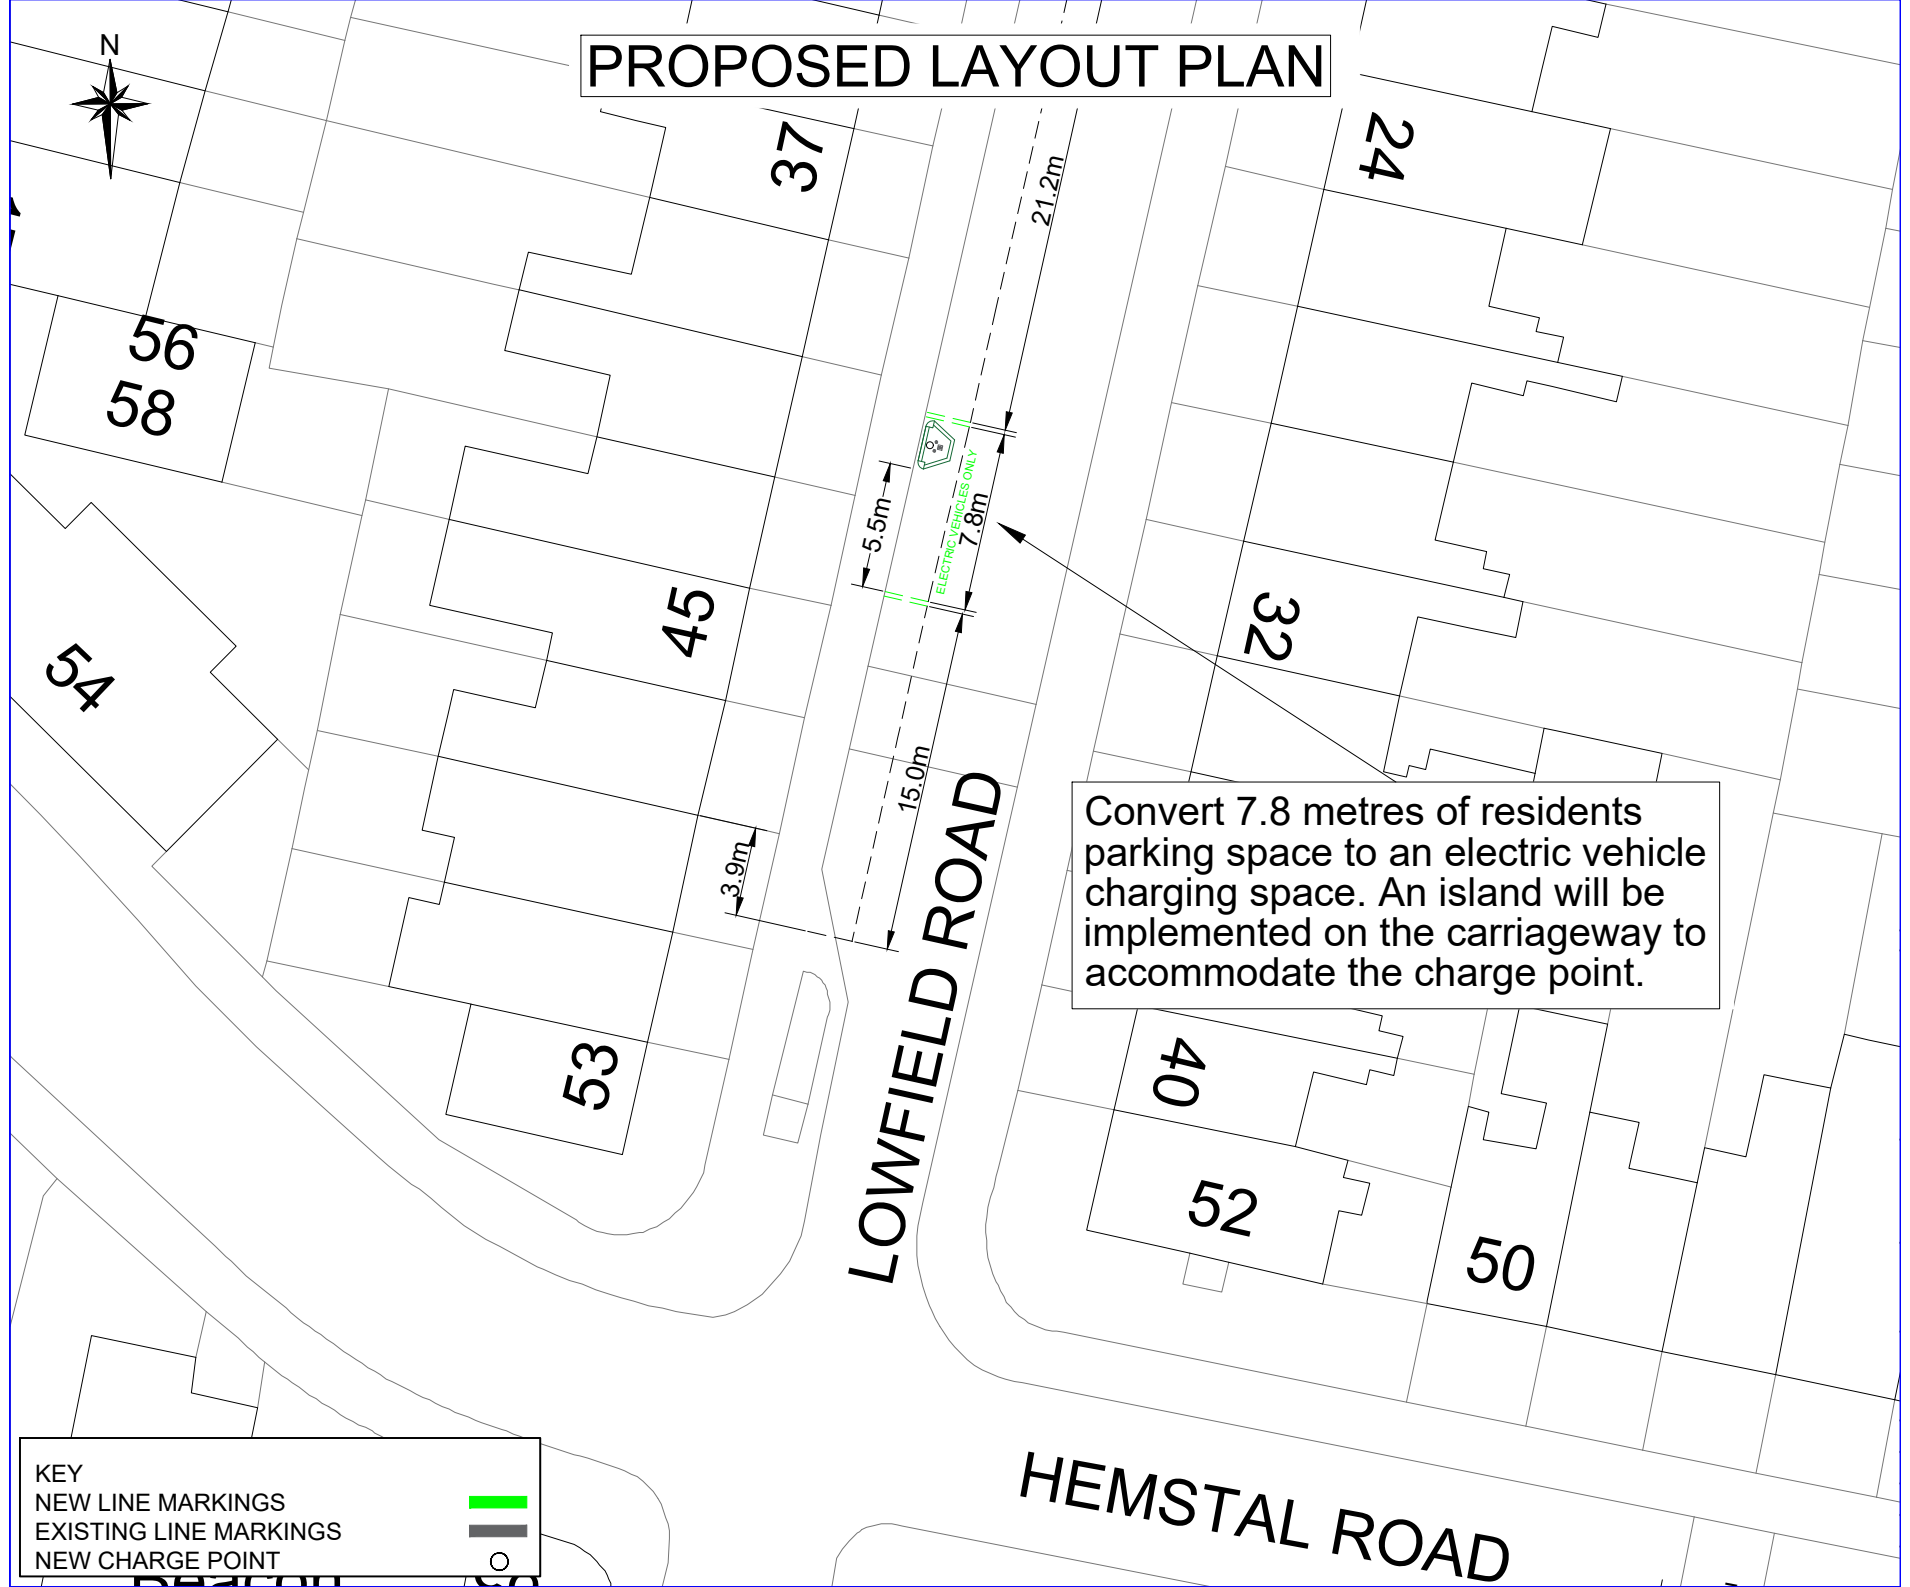 N
PROPOSED LAYOUT PLAN
37
24
21.2m
56
58
ELECTRIC VEHICLES ONLY
7.8m
5.5m
45
32
54
15.0m
3.9m
LOWFIELD ROAD
Convert 7.8 metres of residents
parking space to an electric vehicle
charging space. An island will be
implemented on the carriageway to
accommodate the charge point.
53
40
52
50
HEMSTAL ROAD
KEY
NEW LINE MARKINGS
EXISTING LINE MARKINGS
NEW CHARGE POINT
Beacon